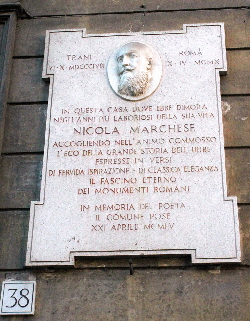 TRANI ROMA
IN QUESTA CASA DOVE EBBE DIMORA
NEGLI ANNI PIÙ LABORIOSI DELLA SUA VITA
NICOLA MARCHESE
ACCOGLIENDO NELL'ANIMO COMMOSSO
L'ECO DELLA GRANDE STORIA DELL'URBE
ESPRESSE IN VERSI
DI FERVIDA ISPIRAZIONE E DI CLASSICA ELEGANZA
IL FASCINO ETERNO
DEI MONUMENTI ROMANI
IN MEMORIA DEL POETA
IL COMUNE POSE
XXI APRILE MCMLV
38